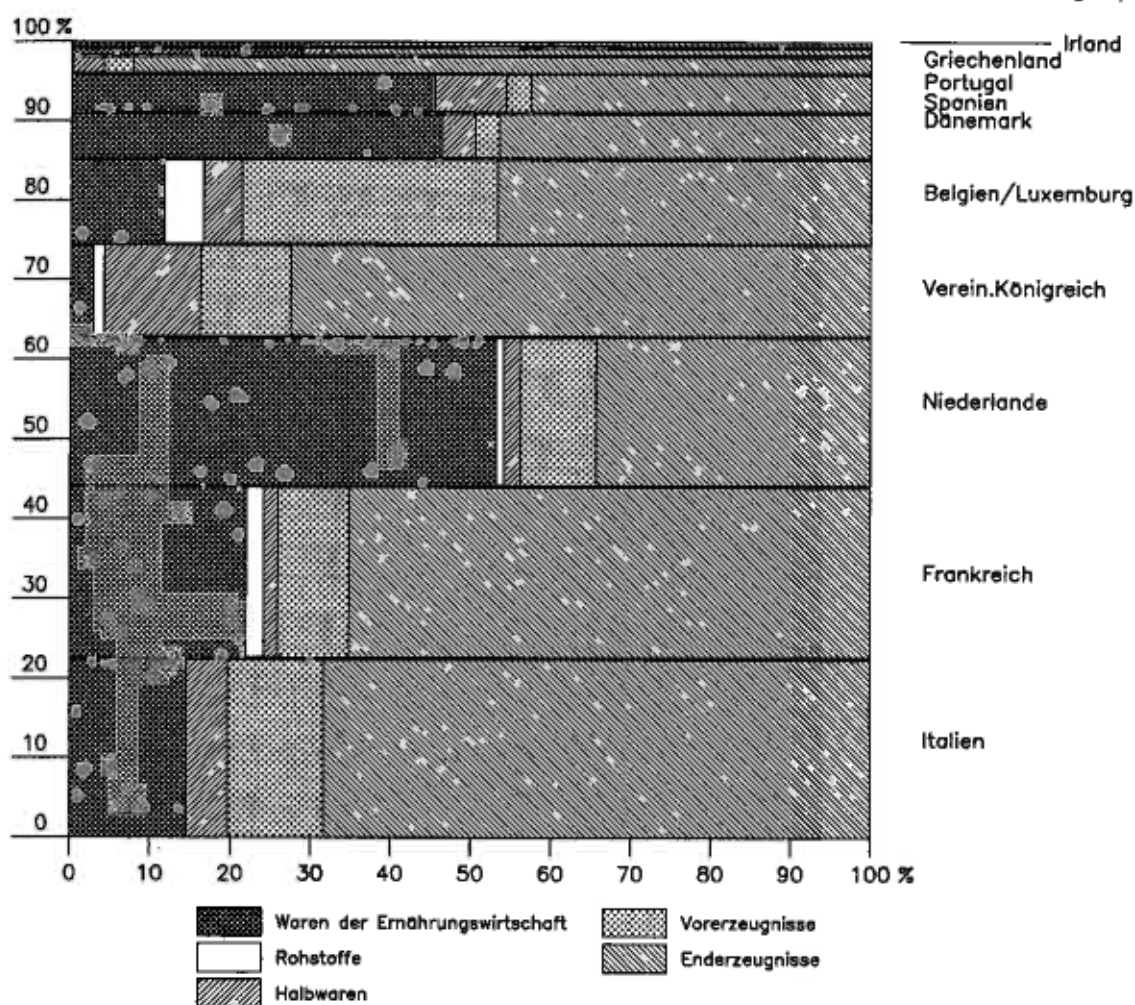 100 %
90
80
70
60
50
40
30
20
10
0
Irland
Griechenland
Portugal
Spanien
Dänemark
Belgien/Luxemburg
Verein.Königreich
Niederlande
Frankreich
Italien
0 10 20 30 40 50 60 70 80 90 100 %
Waren der Ernährungswirtschaft
Rohstoffe
Halbwaren
Vorerzeugnisse
Enderzeugnisse